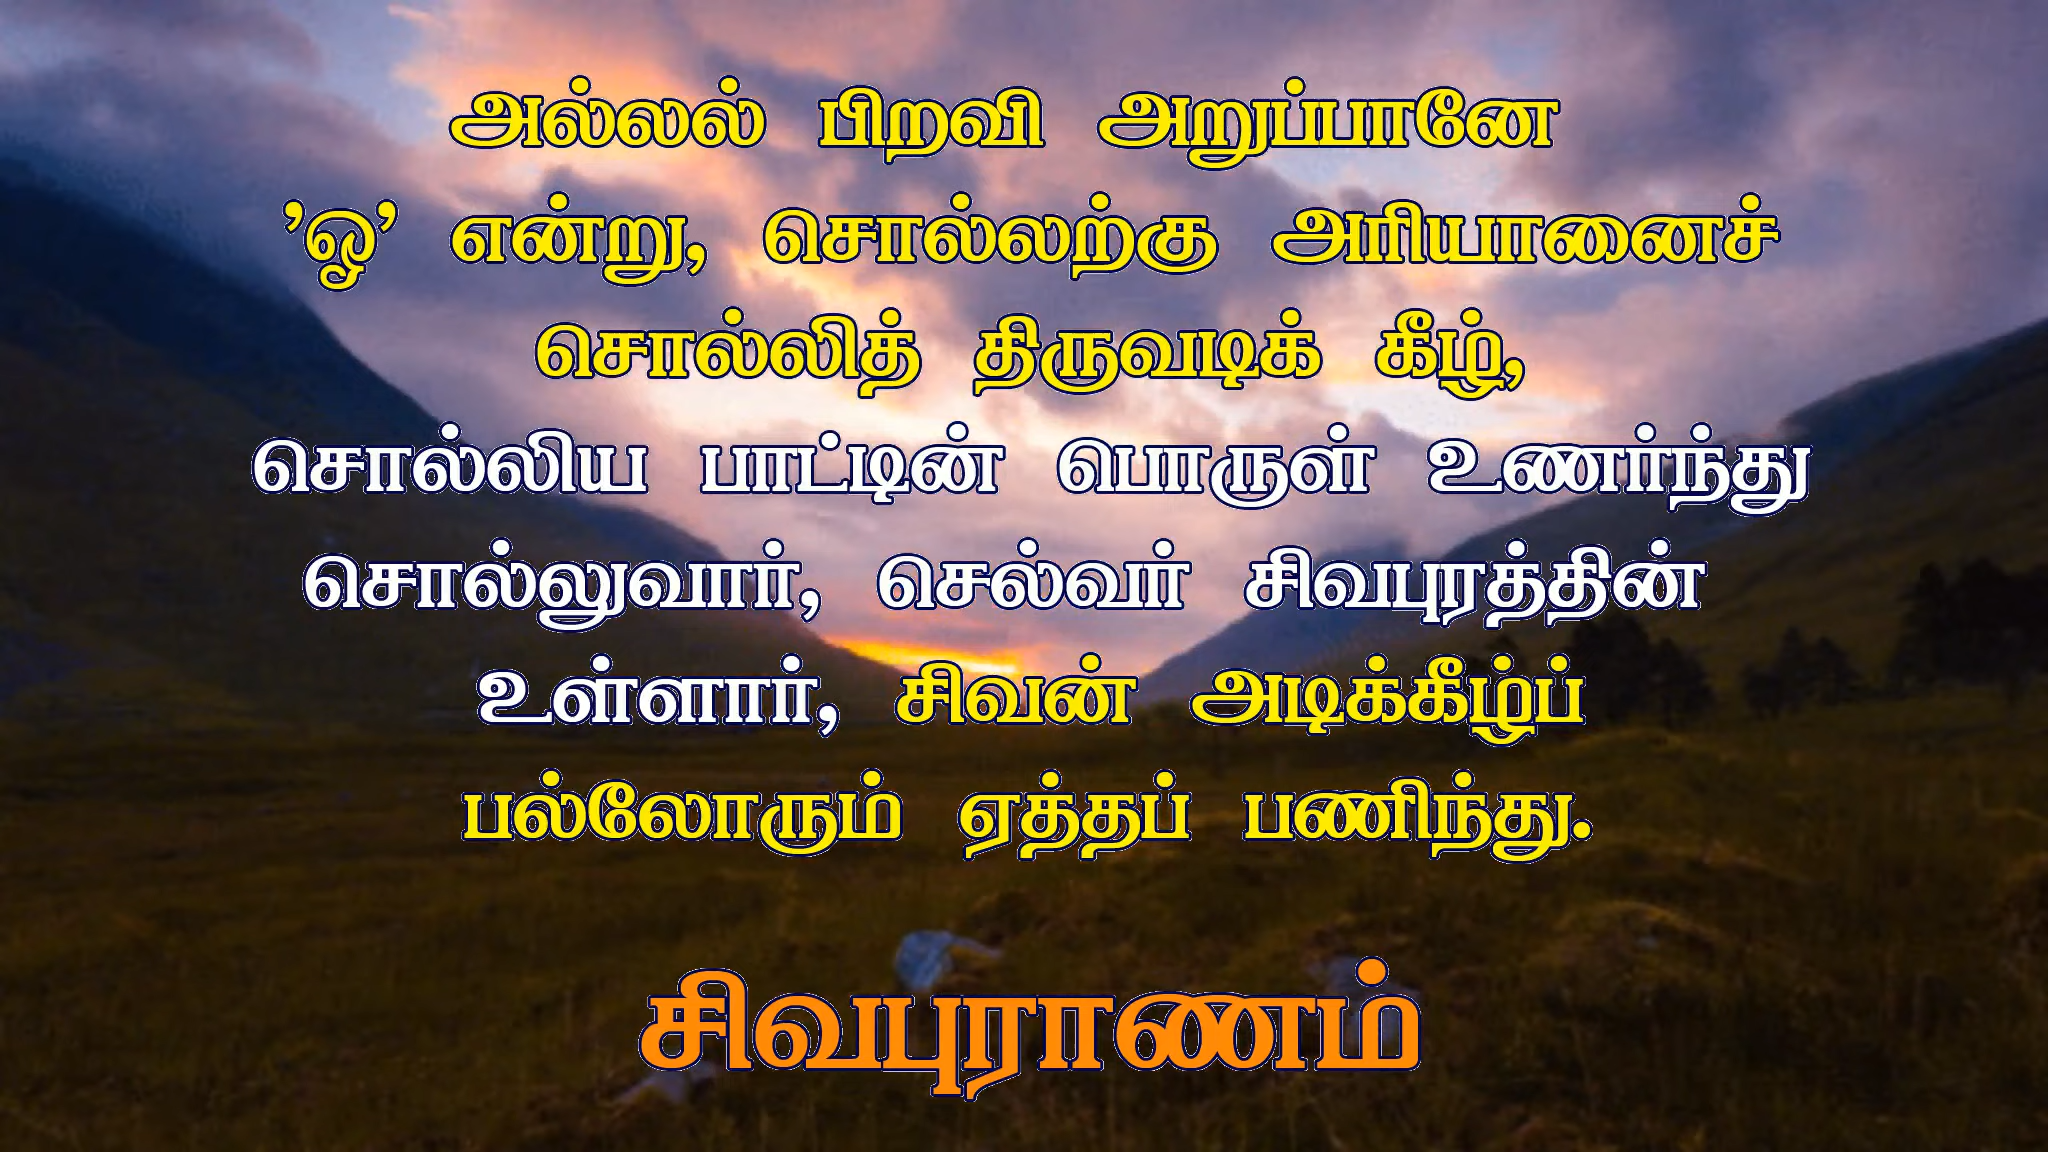 அல்லல் பிறவி அறுப்பானே
’ஓ’ என்று, சொல்லற்கு அரியானைச்
சொல்லித் திருவடிக் கீழ்,
சொல்லிய பாட்டின் பொருள் உணர்ந்து
சொல்லுவார், செல்வர் சிவபுரத்தின்
உள்ளார், சிவன் அடிக்கீழ்ப்
பல்லோரும் ஏத்தப் பணிந்து.
சிவபுராணம்